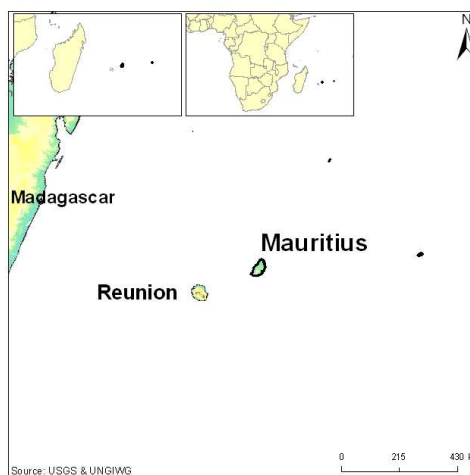 N
Madagascar
Mauritius
Reunion
0 215 430
Source: USGS & UNGIWG